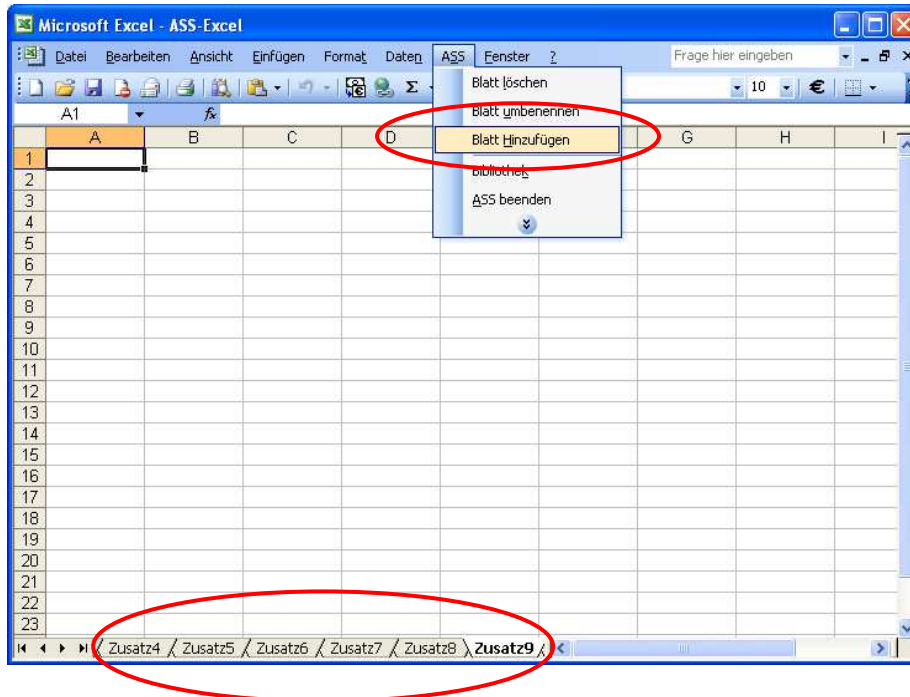 Microsoft Excel - ASS-Excel
Datei Bearbeiten Ansicht Einfügen Format Daten ASS Fenster ? Frage hier eingeben
Σ 10 €
A1 fx
Blatt löschen
Blatt umbenennen
Blatt Hinzufügen
Bibliothek
ASS beenden
A B C D G H I
1
2
3
4
5
6
7
8
9
10
11
12
13
14
15
16
17
18
19
20
21
22
23
Zusatz4 Zusatz5 Zusatz6 Zusatz7 Zusatz8 Zusatz9